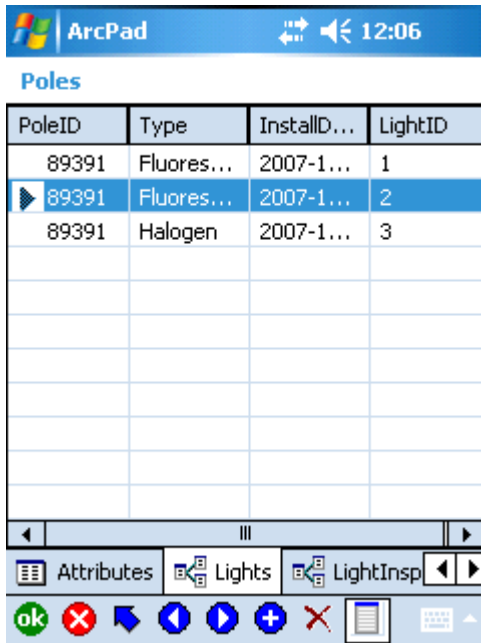 ArcPad 12:06
Poles
PoleID Type InstallD... LightID
89391 Fluores... 2007-1... 1
89391 Fluores... 2007-1... 2
89391 Halogen 2007-1... 3
Attributes Lights LightInsp
ok